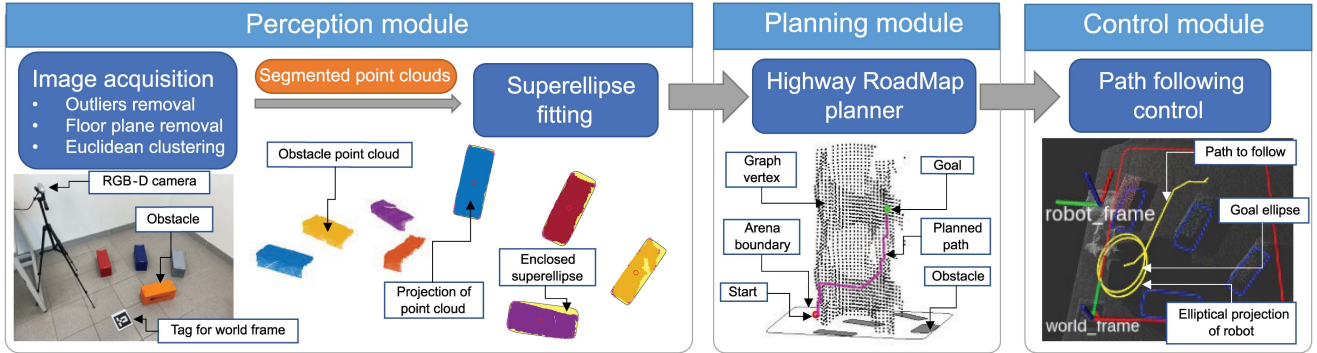 Perception module
Planning module
Control module
Image acquisition
• Outliers removal
• Floor plane removal
• Euclidean clustering
Segmented point clouds
Superellipse
fitting
Highway RoadMap
planner
Path following
control
RGB-D camera
Obstacle
Tag for world frame
Obstacle point cloud
Projection of
point cloud
Enclosed
superellipse
Graph
vertex
Arena
boundary
Start
Goal
Planned
path
Obstacle
Path to follow
robot_frame
Goal ellipse
Elliptical projection
of robot
world_frame